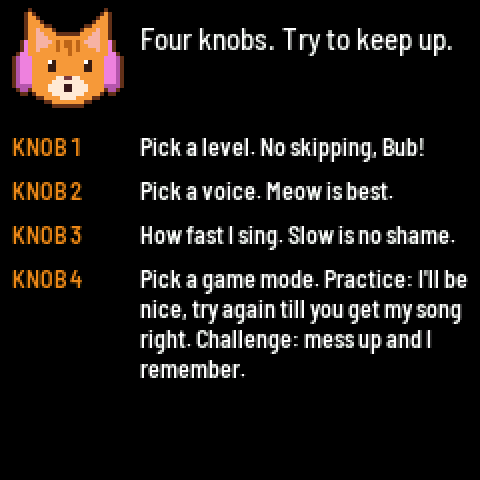 Four knobs. Try to keep up.
KNOB 1 Pick a level. No skipping, Bub!
KNOB 2 Pick a voice. Meow is best.
KNOB 3 How fast I sing. Slow is no shame.
KNOB 4 Pick a game mode. Practice: I'll be
nice, try again till you get my song
right. Challenge: mess up and I
remember.